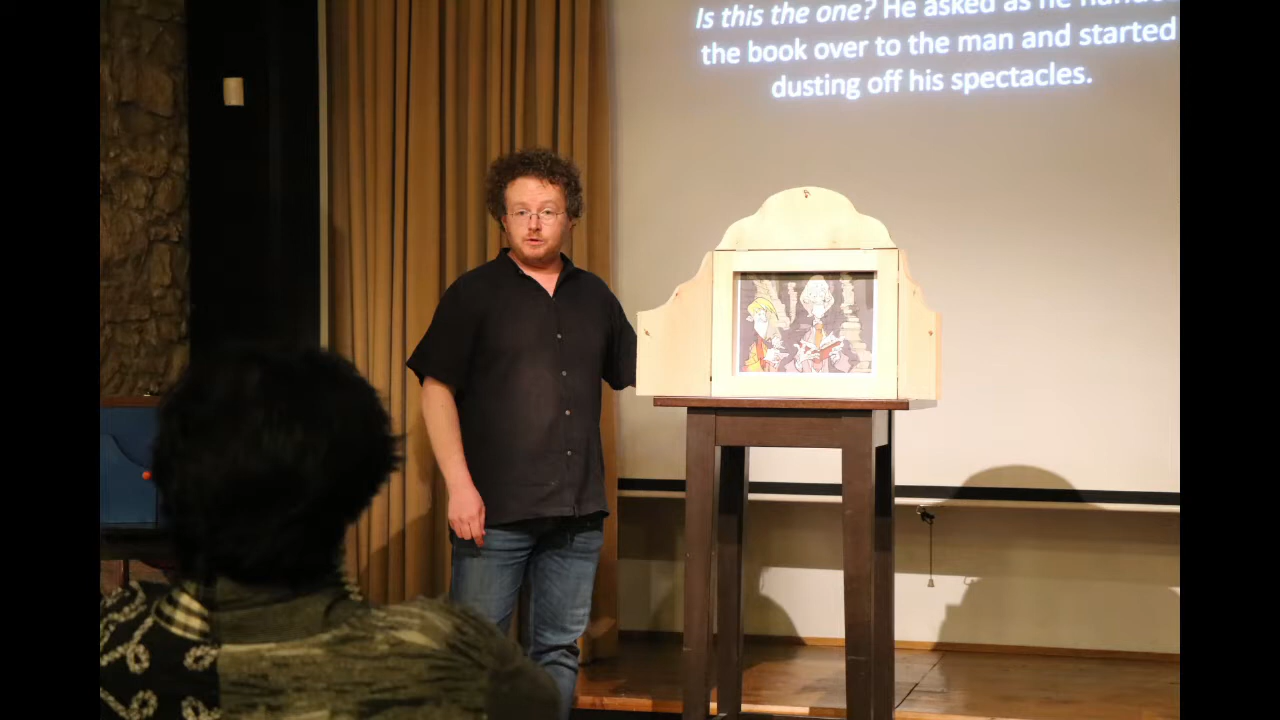 Is this the one? He asked as he
the book over to the man and started
dusting off his spectacles.